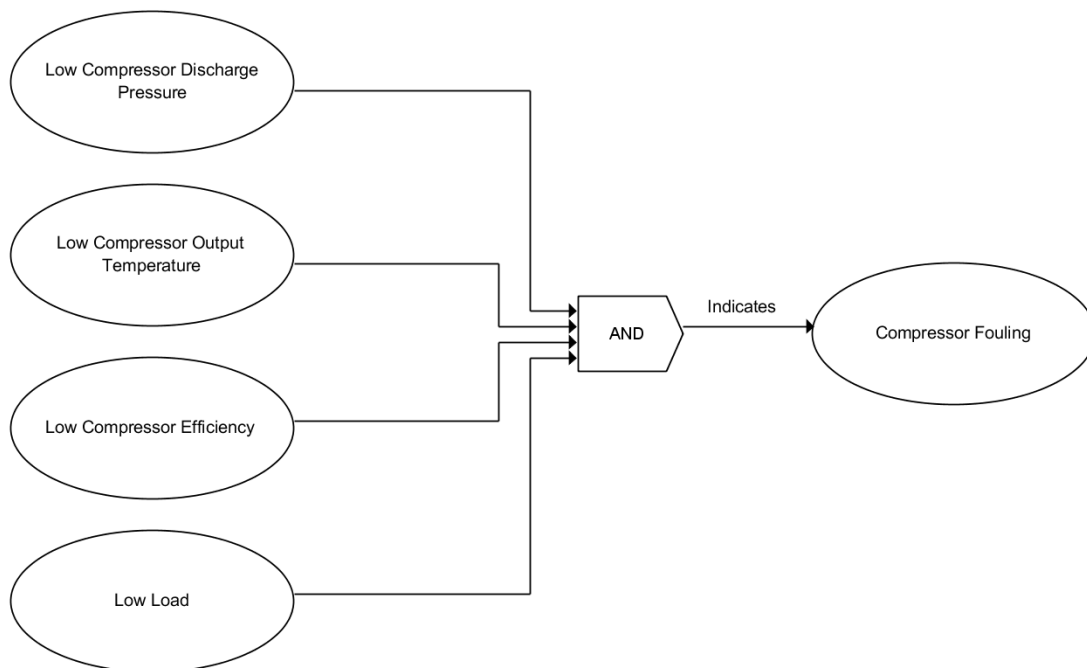 Low Compressor Discharge
Pressure
Low Compressor Output
Temperature
Low Compressor Efficiency
Low Load
AND
Indicates
Compressor Fouling